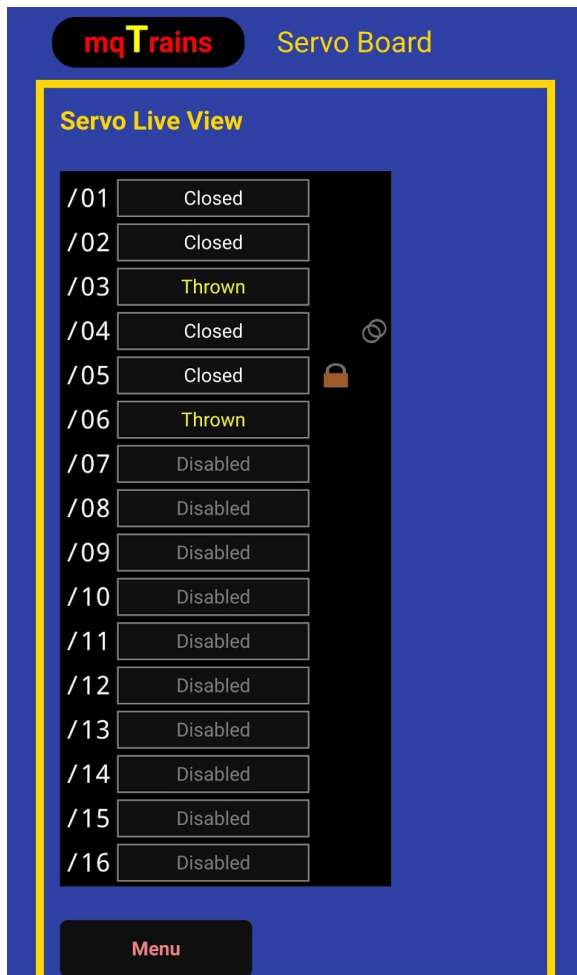 mqTrains Servo Board
Servo Live View
/01 Closed
/02 Closed
/03 Thrown
/04 Closed
/05 Closed
/06 Thrown
/07 Disabled
/08 Disabled
/09 Disabled
/10 Disabled
/11 Disabled
/12 Disabled
/13 Disabled
/14 Disabled
/15 Disabled
/16 Disabled
Menu